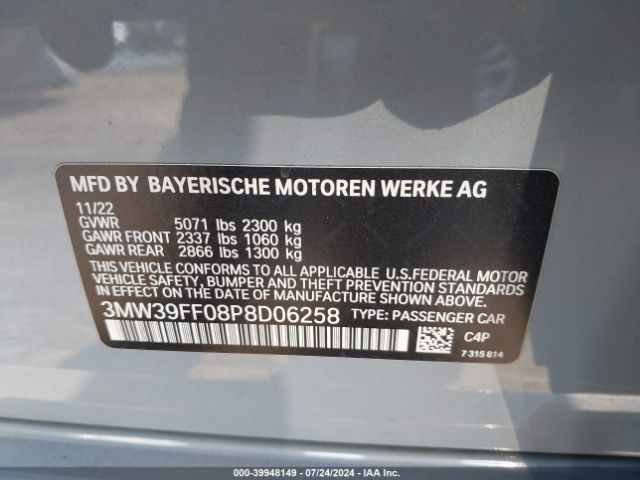 MFD BY BAYERISCHE MOTOREN WERKE AG
11/22
GVWR 5071 lbs 2300 kg
GAWR FRONT 2337 lbs 1060 kg
GAWR REAR 2866 lbs 1300 kg
THIS VEHICLE CONFORMS TO ALL APPLICABLE U.S.FEDERAL MOTOR
VEHICLE SAFETY, BUMPER AND THEFT PREVENTION STANDARDS
IN EFFECT ON THE DATE OF MANUFACTURE SHOWN ABOVE.
3MW39FF08P8D06258 TYPE: PASSENGER CAR
C4P
7 315 814
000-39948149 - 07/24/2024 - IAA Inc.